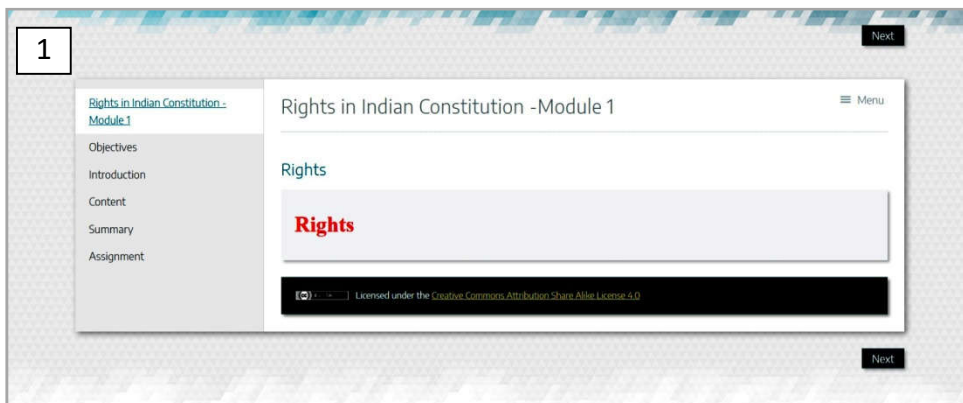 1
Next
Rights in Indian Constitution -
Module 1
Objectives
Introduction
Content
Summary
Assignment
Rights in Indian Constitution -Module 1
Menu
Rights
Rights
Licensed under the Creative Commons Attribution Share Alike License 4.0
Next